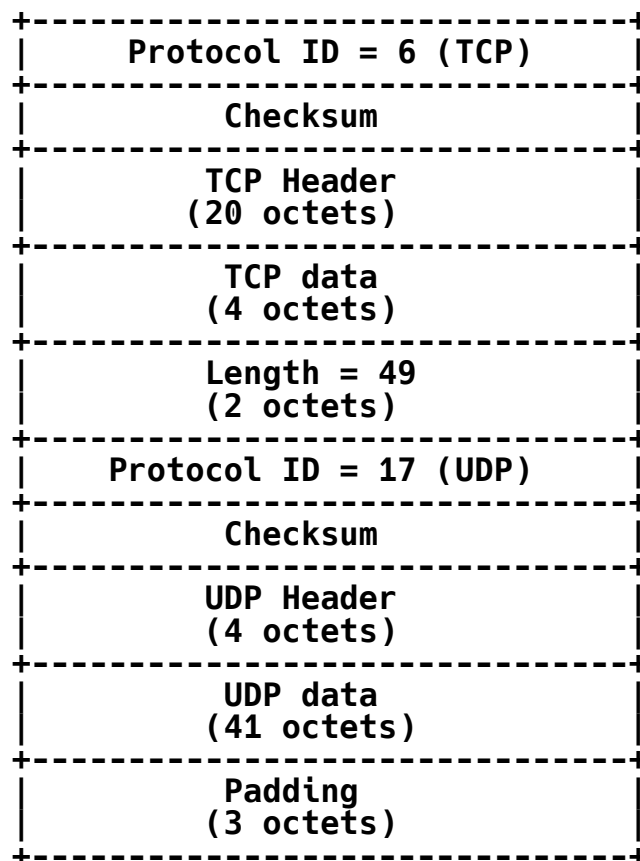 Protocol ID = 6 (TCP)
Checksum
TCP Header
(20 octets)
TCP data
(4 octets)
Length = 49
(2 octets)
Protocol ID = 17 (UDP)
Checksum
UDP Header
(4 octets)
UDP data
(41 octets)
Padding
(3 octets)